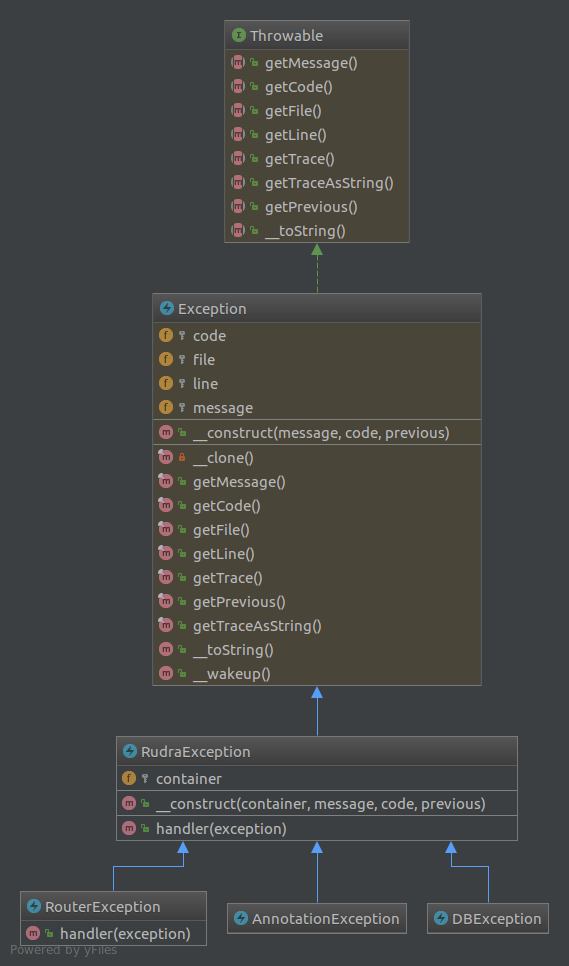 Throwable
getMessage()
getCode()
getFile()
getLine()
getTrace()
getTraceAsString()
getPrevious()
__toString()
Exception
code
file
line
message
__construct(message, code, previous)
__clone()
getMessage()
getCode()
getFile()
getLine()
getTrace()
getPrevious()
getTraceAsString()
__toString()
__wakeup()
RudraException
container
__construct(container, message, code, previous)
handler(exception)
RouterException
handler(exception)
AnnotationException
DBException
Powered by yFiles